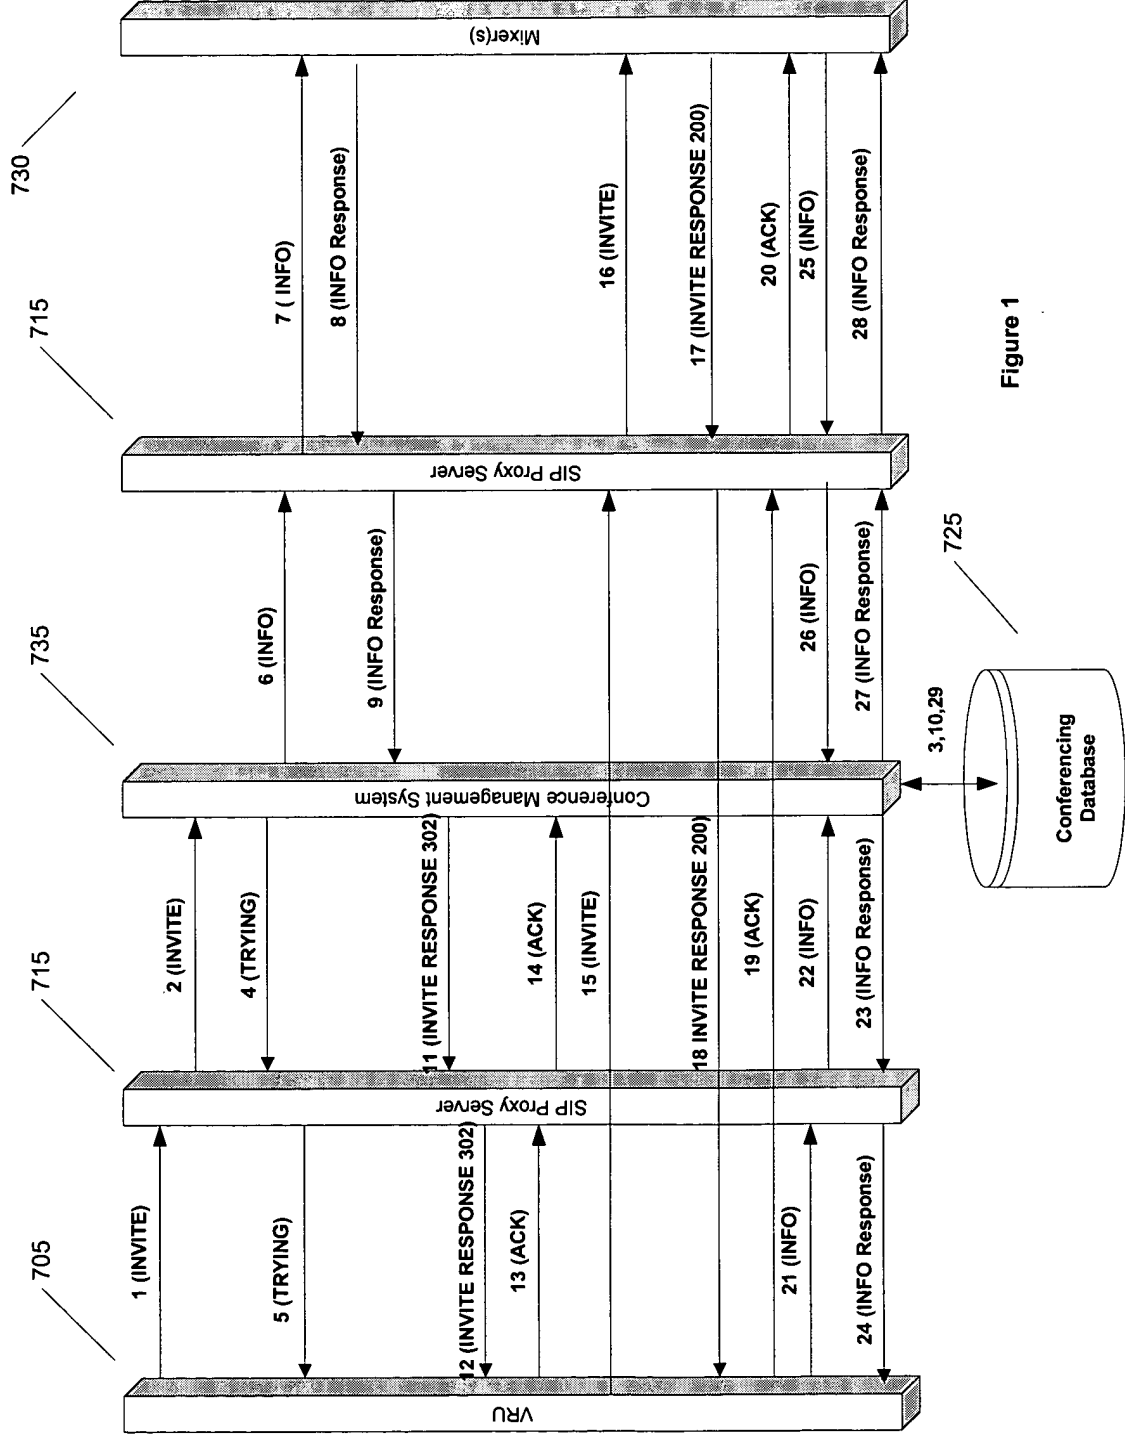 705
715
735
715
730
VRU
SIP Proxy Server
Conference Management System
SIP Proxy Server
Mixer(s)
1 (INVITE)
2 (INVITE)
4 (TRYING)
5 (TRYING)
6 (INFO)
7 ( INFO)
8 (INFO Response)
9 (INFO Response)
11 (INVITE RESPONSE 302)
12 (INVITE RESPONSE 302)
13 (ACK)
14 (ACK)
15 (INVITE)
16 (INVITE)
17 (INVITE RESPONSE 200)
18 INVITE RESPONSE 200)
19 (ACK)
20 (ACK)
21 (INFO)
22 (INFO)
23 (INFO Response)
24 (INFO Response)
25 (INFO)
26 (INFO)
27 (INFO Response)
28 (INFO Response)
3,10,29
725
Conferencing
Database
Figure 1